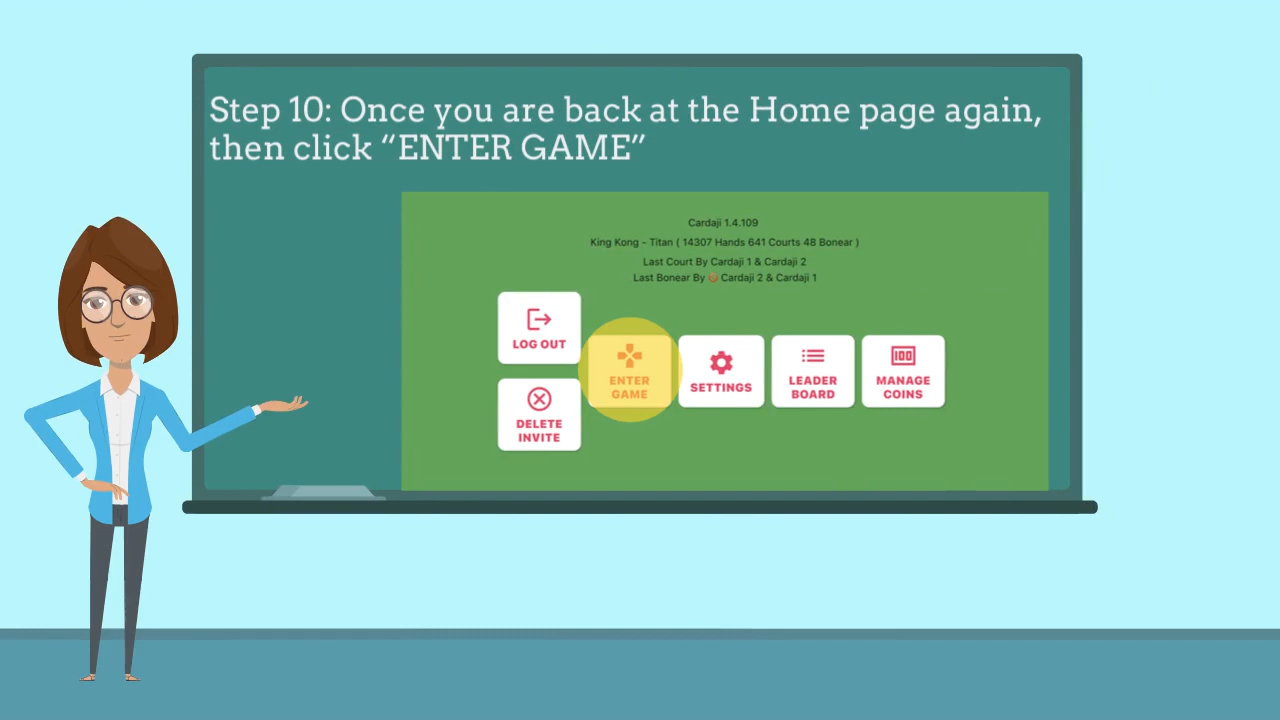 Step 10: Once you are back at the Home page again,
then click “ENTER GAME”
Cardaji 1.4.109
King Kong - Titan ( 14307 Hands 641 Courts 48 Bonear )
Last Court By Cardaji 1 & Cardaji 2
Last Bonear By Cardaji 2 & Cardaji 1
LOG OUT
ENTER
GAME
SETTINGS
LEADER
BOARD
100
MANAGE
COINS
DELETE
INVITE